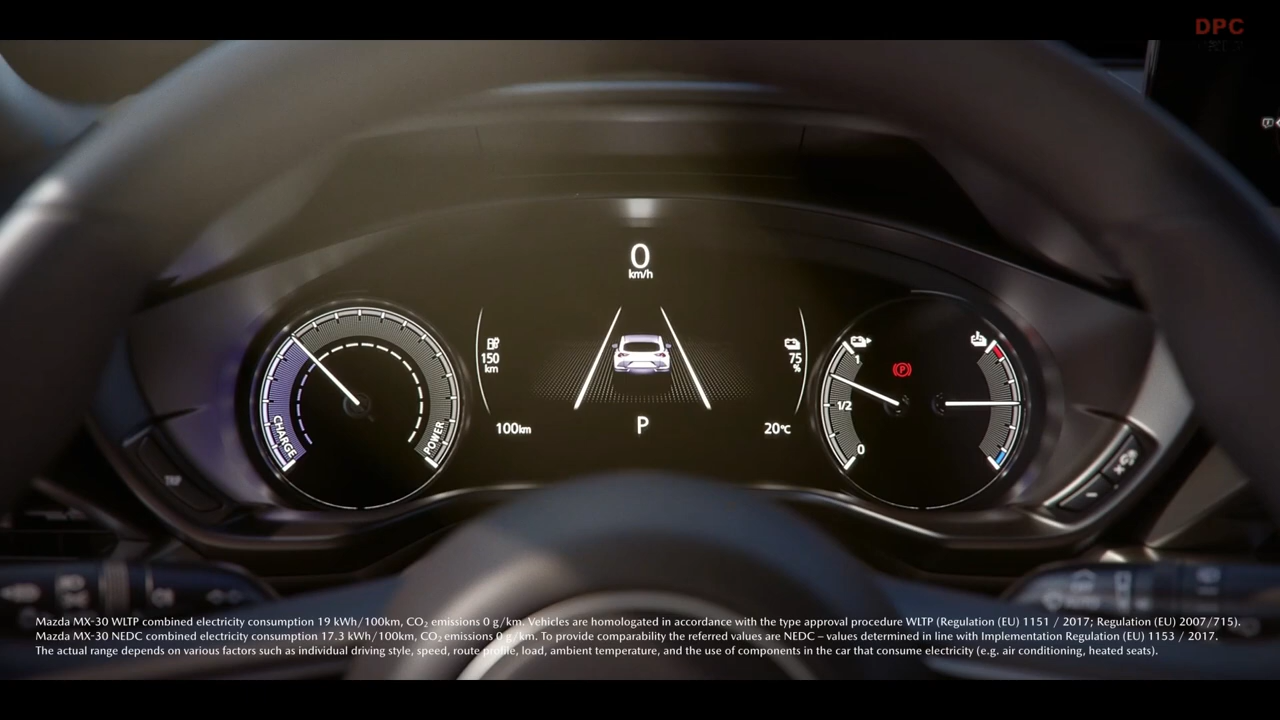 DPC
0
km/h
150
km
75
%
1
1/2
0
CHARGE
POWER
100km
P
20℃
TRIP
Mazda MX-30 WLTP combined electricity consumption 19 kWh/100km, CO₂ emissions 0 g/km. Vehicles are homologated in accordance with the type approval procedure WLTP (Regulation (EU) 1151 / 2017; Regulation (EU) 2007/715).
Mazda MX-30 NEDC combined electricity consumption 17.3 kWh/100km, CO₂ emissions 0 g/km. To provide comparability the referred values are NEDC – values determined in line with Implementation Regulation (EU) 1153 / 2017.
The actual range depends on various factors such as individual driving style, speed, route profile, load, ambient temperature, and the use of components in the car that consume electricity (e.g. air conditioning, heated seats).